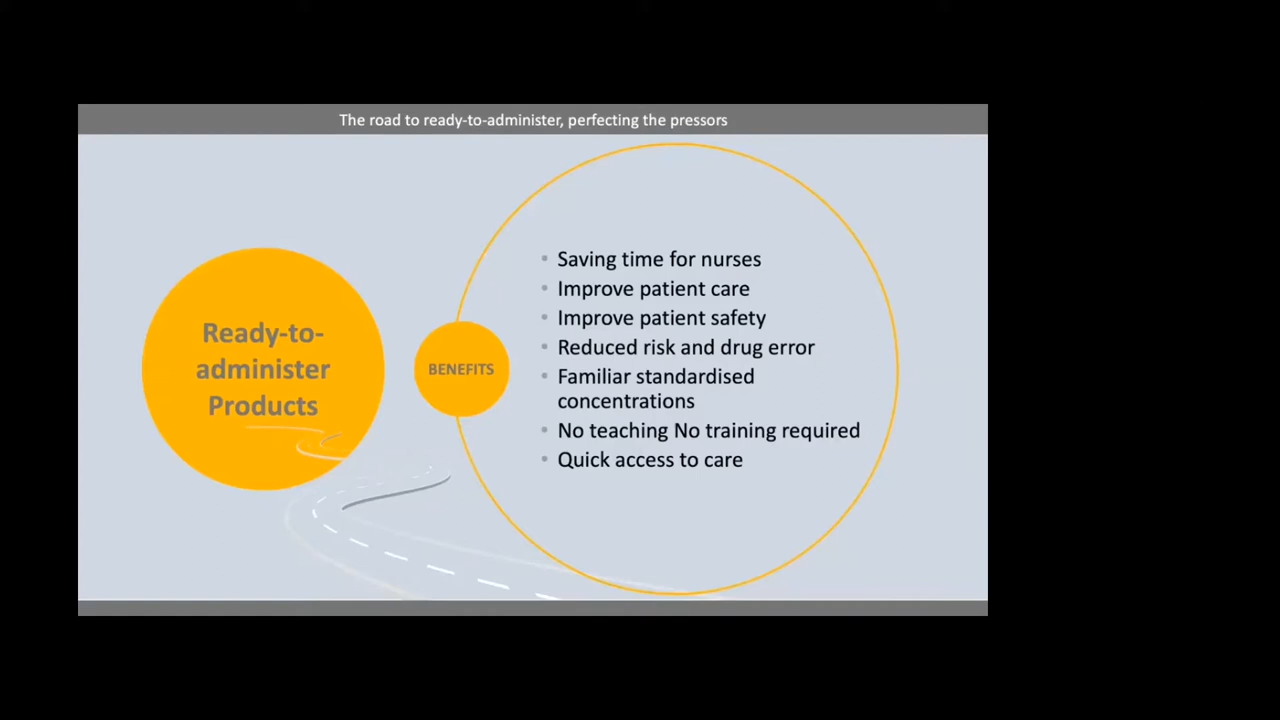 The road to ready-to-administer, perfecting the pressors
Ready-to-
administer
Products
BENEFITS
• Saving time for nurses
• Improve patient care
• Improve patient safety
• Reduced risk and drug error
• Familiar standardised
concentrations
• No teaching No training required
• Quick access to care